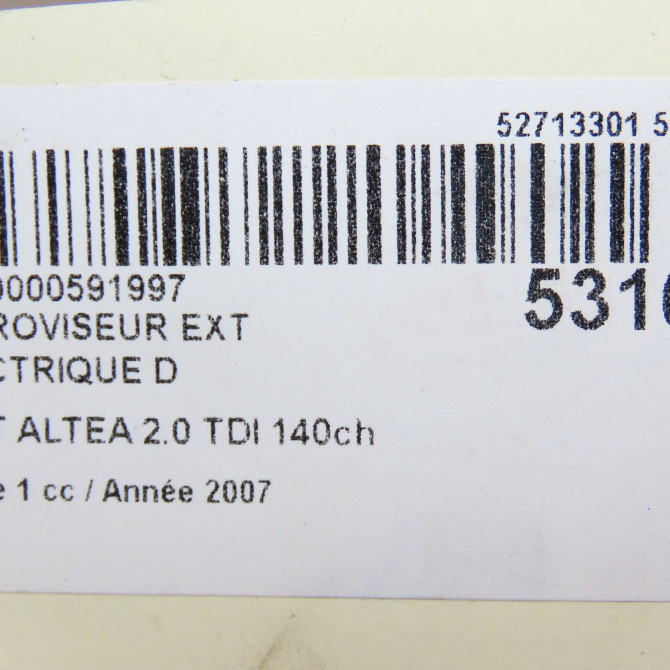 52713301 5
0000591997
5310
ROVISEUR EXT
CTRIQUE D
T ALTEA 2.0 TDI 140ch
e 1 cc / Année 2007